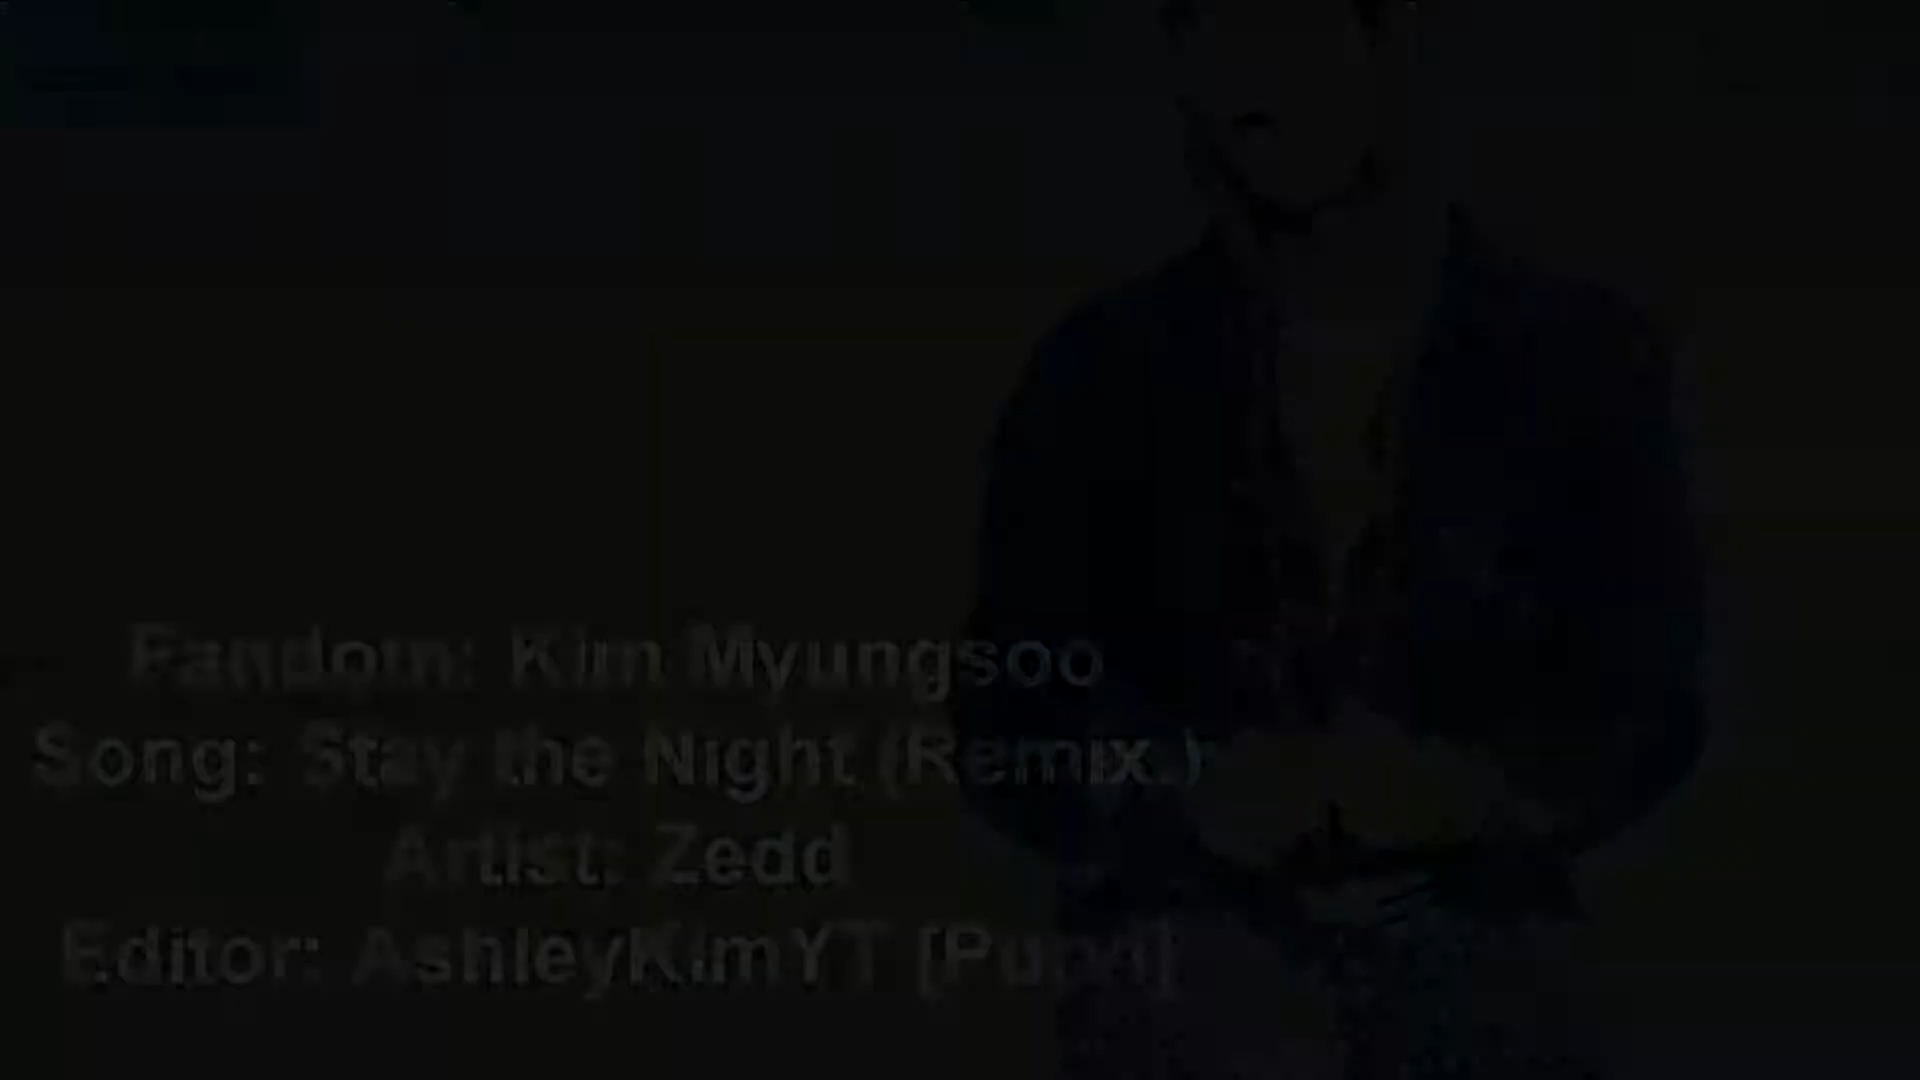 Fandom: Kim Myungsoo
Song: Stay the Night (Remix.)
Artist: Zedd
Editor: AshleyKimYT